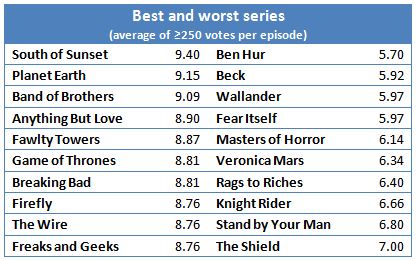 Best and worst series
(average of ≥250 votes per episode)
South of Sunset 9.40 Ben Hur 5.70
Planet Earth 9.15 Beck 5.92
Band of Brothers 9.09 Wallander 5.97
Anything But Love 8.90 Fear Itself 5.97
Fawlty Towers 8.87 Masters of Horror 6.14
Game of Thrones 8.81 Veronica Mars 6.34
Breaking Bad 8.81 Rags to Riches 6.40
Firefly 8.76 Knight Rider 6.66
The Wire 8.76 Stand by Your Man 6.80
Freaks and Geeks 8.76 The Shield 7.00